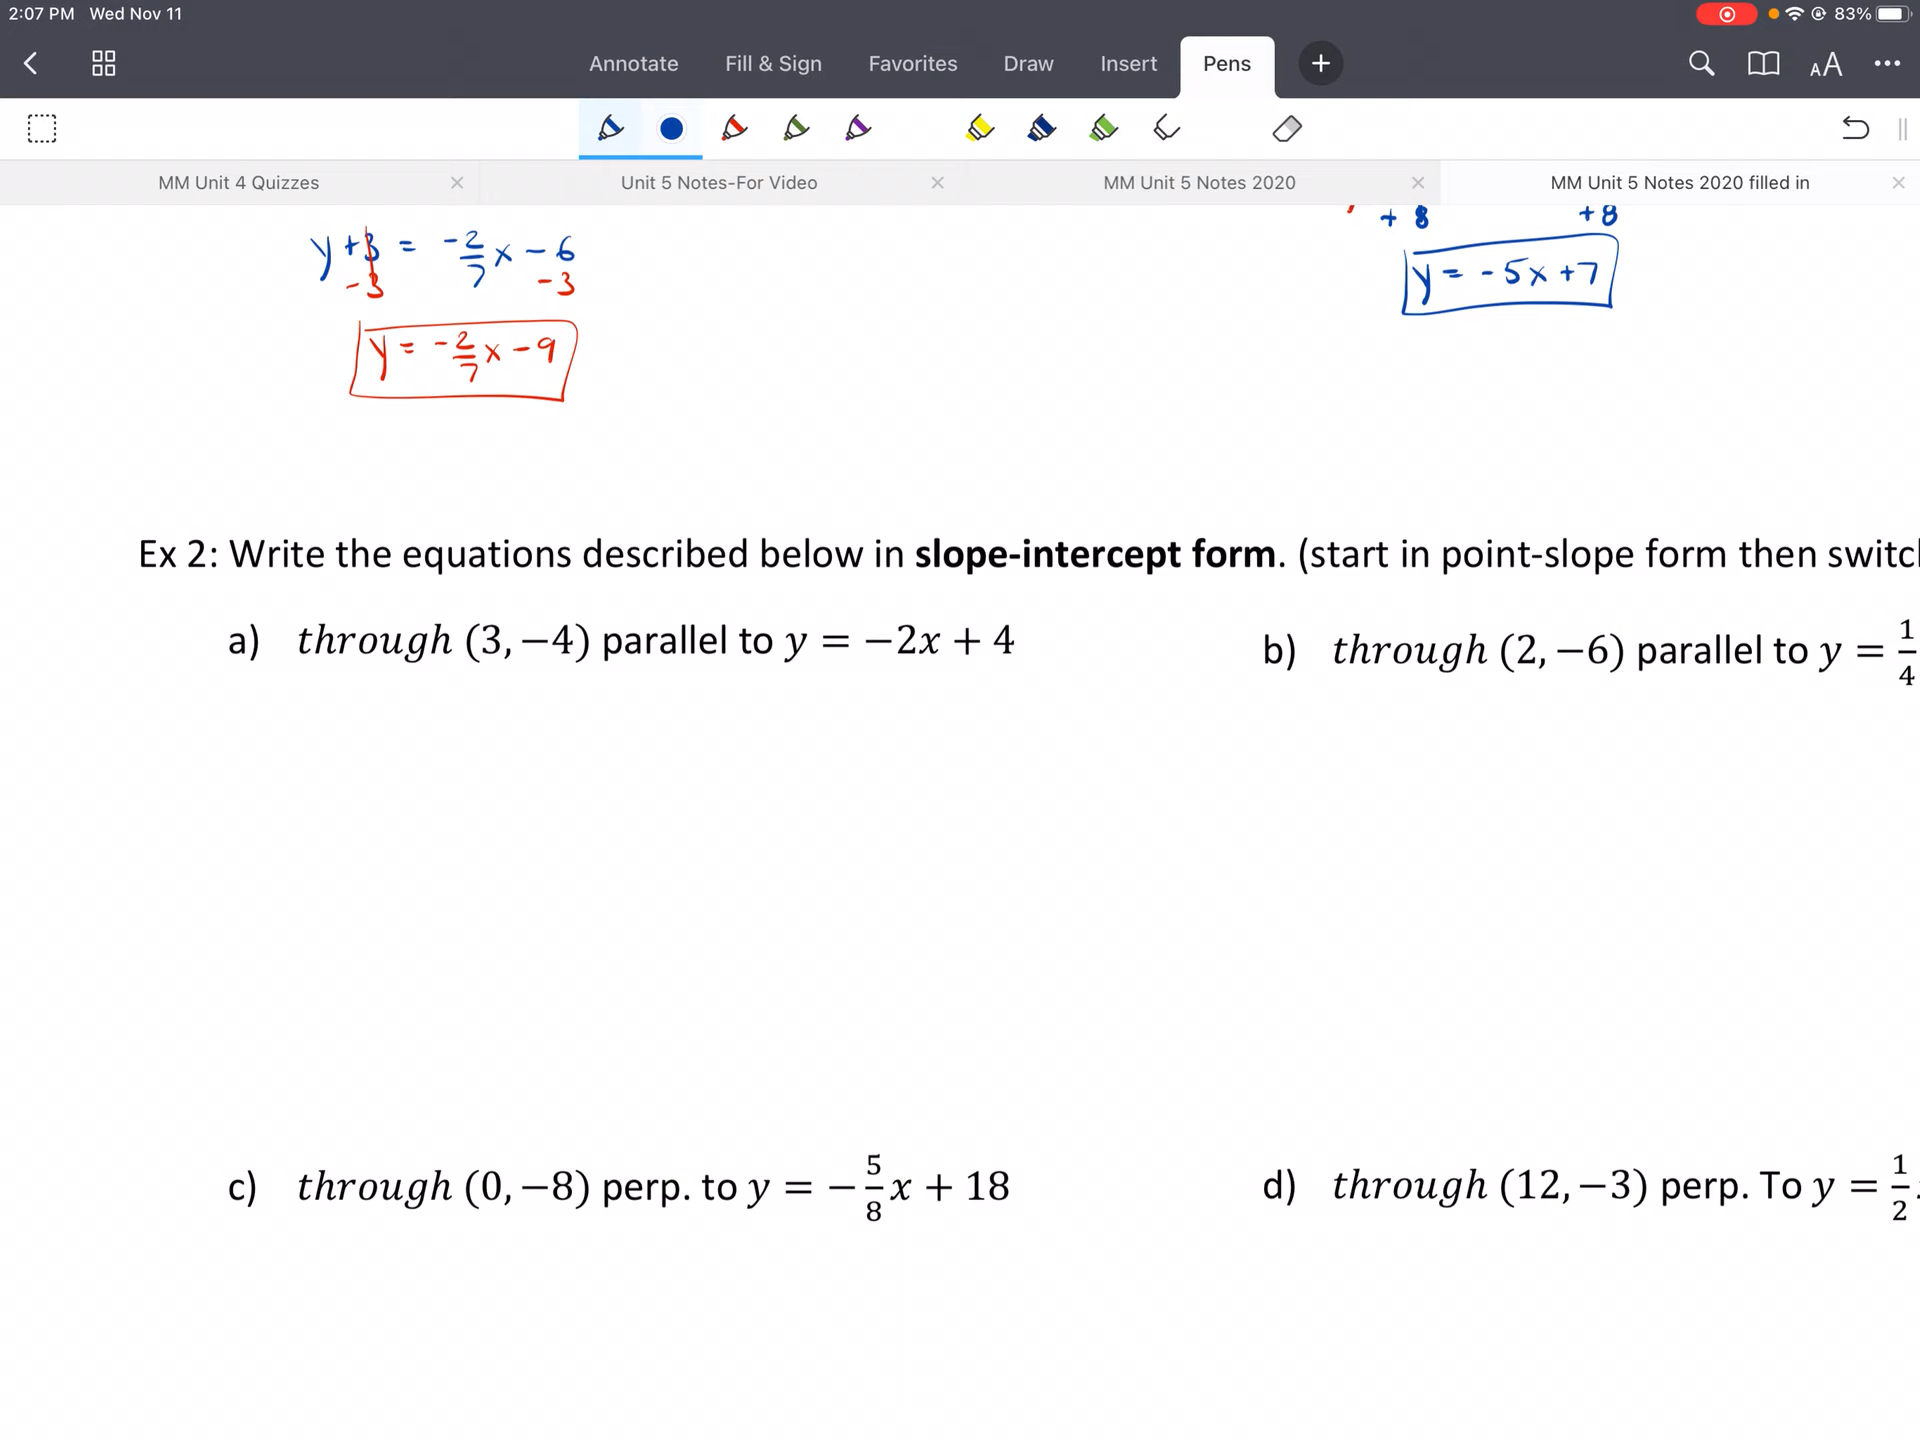 2:07 PM Wed Nov 11 83%
Annotate Fill & Sign Favorites Draw Insert Pens + AA
MM Unit 4 Quizzes × Unit 5 Notes-For Video × MM Unit 5 Notes 2020 × MM Unit 5 Notes 2020 filled in ×
+ 8 +8
y+3 = -2/7 x - 6
-3 -3
y = -2/7 x - 9
y = -5x +7
Ex 2: Write the equations described below in slope-intercept form. (start in point-slope form then switc
a) through (3, −4) parallel to y = −2x + 4
b) through (2, −6) parallel to y = 1/4
c) through (0, −8) perp. to y = − 5/8 x + 18
d) through (12, −3) perp. To y = 1/2